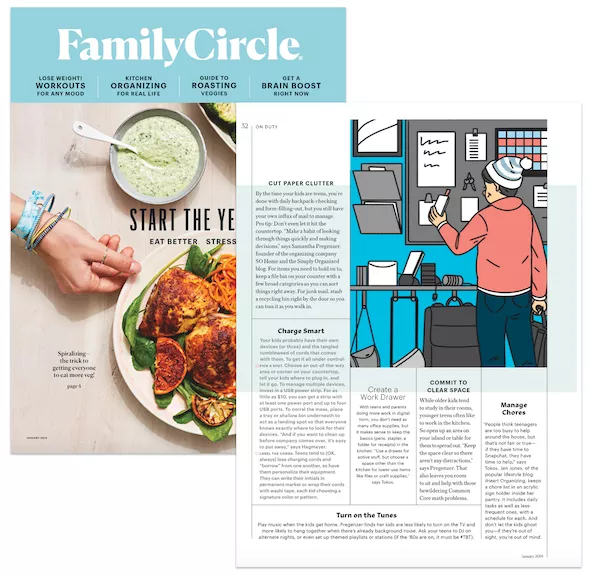 FamilyCircle
LOSE WEIGHT!
WORKOUTS
FOR ANY MOOD
KITCHEN
ORGANIZING
FOR REAL LIFE
GUIDE TO
ROASTING
VEGGIES
GET A
BRAIN BOOST
RIGHT NOW
START THE YE
EAT BETTER STRESS
Spiralizing–
the trick to
getting everyone
to eat more veg!
page 4
JANUARY 2019
32 ON DUTY
CUT PAPER CLUTTER
By the time your kids are teens, you're
done with daily backpack-checking
and form-filling-out, but you still have
your own influx of mail to manage.
Pro tip: Don't even let it hit the
countertop. "Make a habit of looking
through things quickly and making
decisions," says Samantha Pregenzer,
founder of the organizing company
SO Home and the Simply Organized
blog. For items you need to hold on to,
keep a file bin on your counter with a
few broad categories so you can sort
things right away. For junk mail, stash
a recycling bin right by the door so you
can toss it as you walk in.
Charge Smart
Your kids probably have their own
devices (or three) and the tangled
tumbleweed of cords that comes
with them. To get it all under control:
Choose an out-of-the-way
area or corner on your countertop,
tell your kids where to plug in, and
let it go. To manage multiple devices,
invest in a USB power strip. For as
little as $10, you can get a strip with
at least one power port and up to four
USB ports. To corral the mass, place
a tray or shallow bin underneath to
act as a landing spot so that everyone
knows exactly where to look for their
devices. "And if you want to clean up
before company comes over, it's easy
to put away," says Hagmeyer.
LABEL THE CORDS. Teens tend to (OK,
always) lose charging cords and
"borrow" from one another, so have
them personalize their equipment.
They can write their initials in
permanent marker or wrap their cords
with washi tape, each kid choosing a
signature color or pattern.
Create a
Work Drawer
With teens and parents
doing more work in digital
form, you don't need as
many office supplies, but
it makes sense to keep the
basics (pens, stapler, a
folder for receipts) in the
kitchen. "Use a drawer for
active stuff, but choose a
space other than the
kitchen for lesser-use items
like files or craft supplies,"
says Tokos.
COMMIT TO
CLEAR SPACE
While older kids tend
to study in their rooms,
younger teens often like
to work in the kitchen.
So open up an area on
your island or table for
them to spread out. "Keep
the space clear so there
aren't any distractions,"
says Pregenzer. That
also leaves you room
to sit and help with those
bewildering Common
Core math problems.
Manage
Chores
"People think teenagers
are too busy to help
around the house, but
that's not fair or true—
if they have time to
Snapchat, they have
time to help," says
Tokos. Jen Jones, of the
popular lifestyle blog
iHeart Organizing, keeps
a chore list in an acrylic
sign holder inside her
pantry. It includes daily
tasks as well as less
frequent ones, with a
schedule for each. And
don't let the kids ghost
you—if they're out of
sight, you're out of mind.
Turn on the Tunes
Play music when the kids get home. Pregenzer finds her kids are less likely to turn on the TV and
more likely to hang together when there's already background noise. Ask your teens to DJ on
alternate nights, or even set up themed playlists or stations (if the '80s are on, it must be #TBT).
January 2019